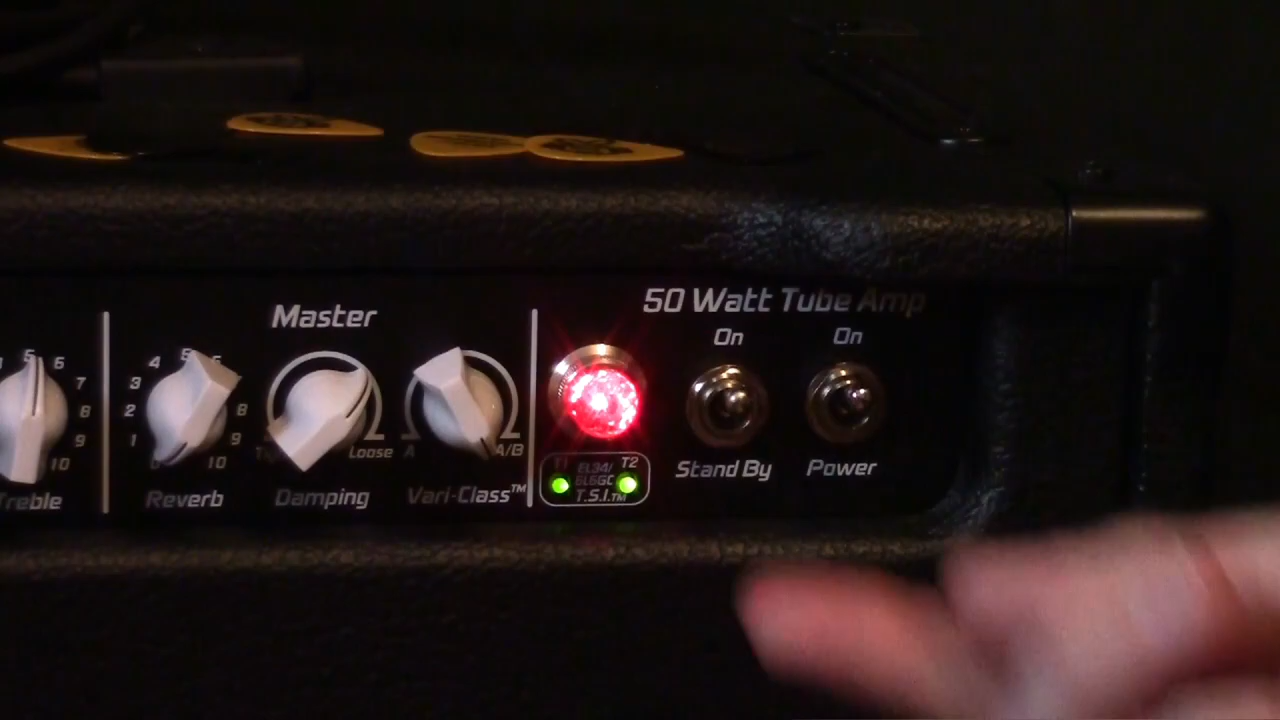 50 Watt Tube Amp
Master
On
On
5
6
4
7
3
8
2
9
1
10
Treble
5
6
4
3
2
8
1
9
0
10
Reverb
Loose
Damping
A
A/B
Vari-Class™
T1
T2
EL34/
6L6GC
T.S.I.™
Stand By
Power